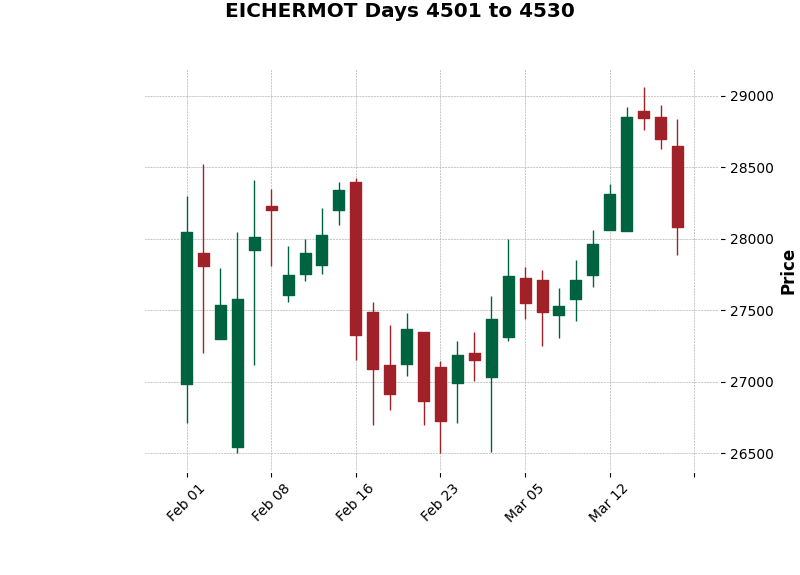 EICHERMOT Days 4501 to 4530
29000
28500
28000
27500
27000
26500
Price
Feb 01
Feb 08
Feb 16
Feb 23
Mar 05
Mar 12